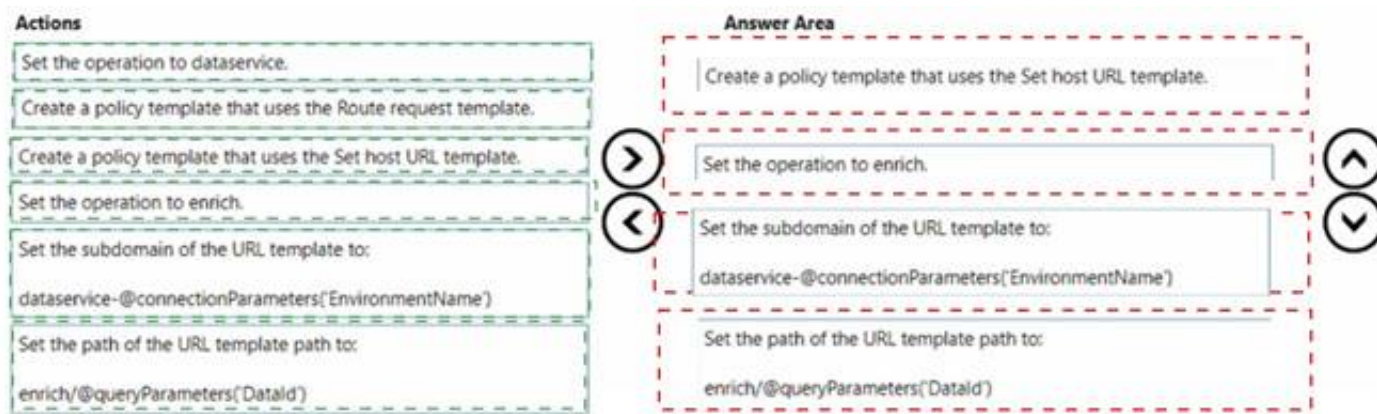 Actions
Set the operation to dataservice.
Create a policy template that uses the Route request template.
Create a policy template that uses the Set host URL template.
Set the operation to enrich.
Set the subdomain of the URL template to:
dataservice-@connectionParameters('EnvironmentName')
Set the path of the URL template path to:
enrich/@queryParameters('DataId')
Answer Area
Create a policy template that uses the Set host URL template.
Set the operation to enrich.
Set the subdomain of the URL template to:
dataservice-@connectionParameters('EnvironmentName')
Set the path of the URL template path to:
enrich/@queryParameters('DataId')